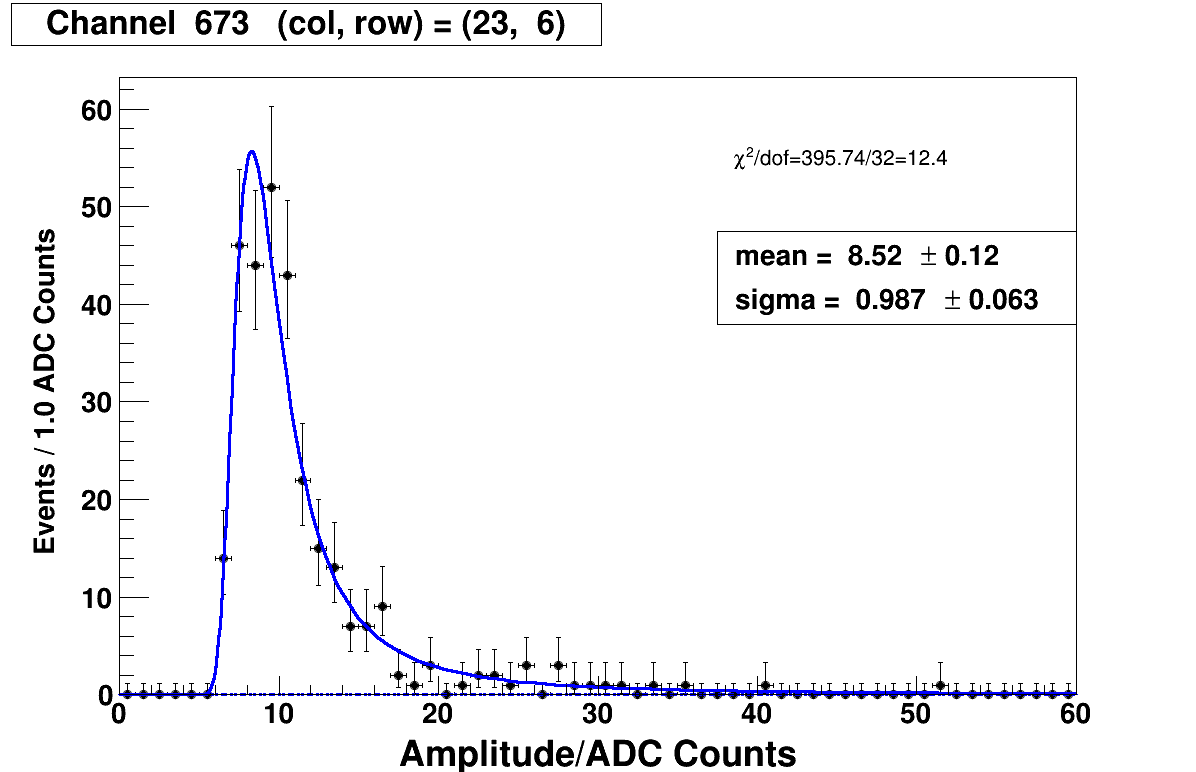 Channel 673 (col, row) = (23, 6)
60
50
40
30
20
10
0
Events / 1.0 ADC Counts
χ²/dof=395.74/32=12.4
mean = 8.52 ± 0.12
sigma = 0.987 ± 0.063
0 10 20 30 40 50 60
Amplitude/ADC Counts